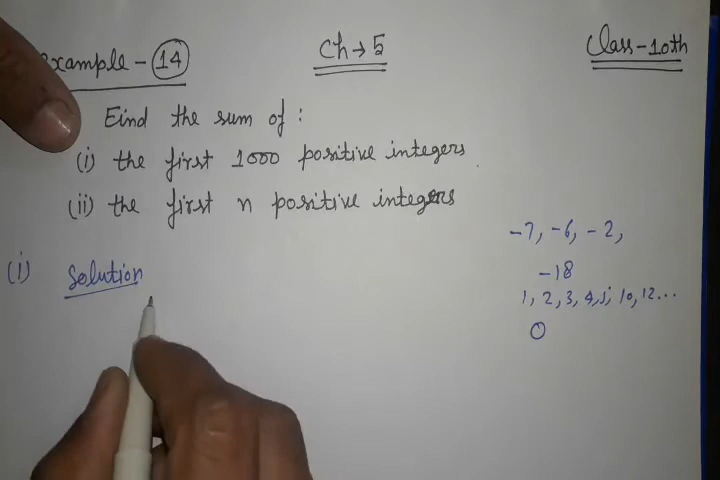 Example - 14
Ch → 5
Class - 10th
Find the sum of :
(i) the first 1000 positive integers
(ii) the first n positive integers
-7, -6, -2,
(i) Solution
-18
1, 2, 3, 4, 5, 10, 12...
0